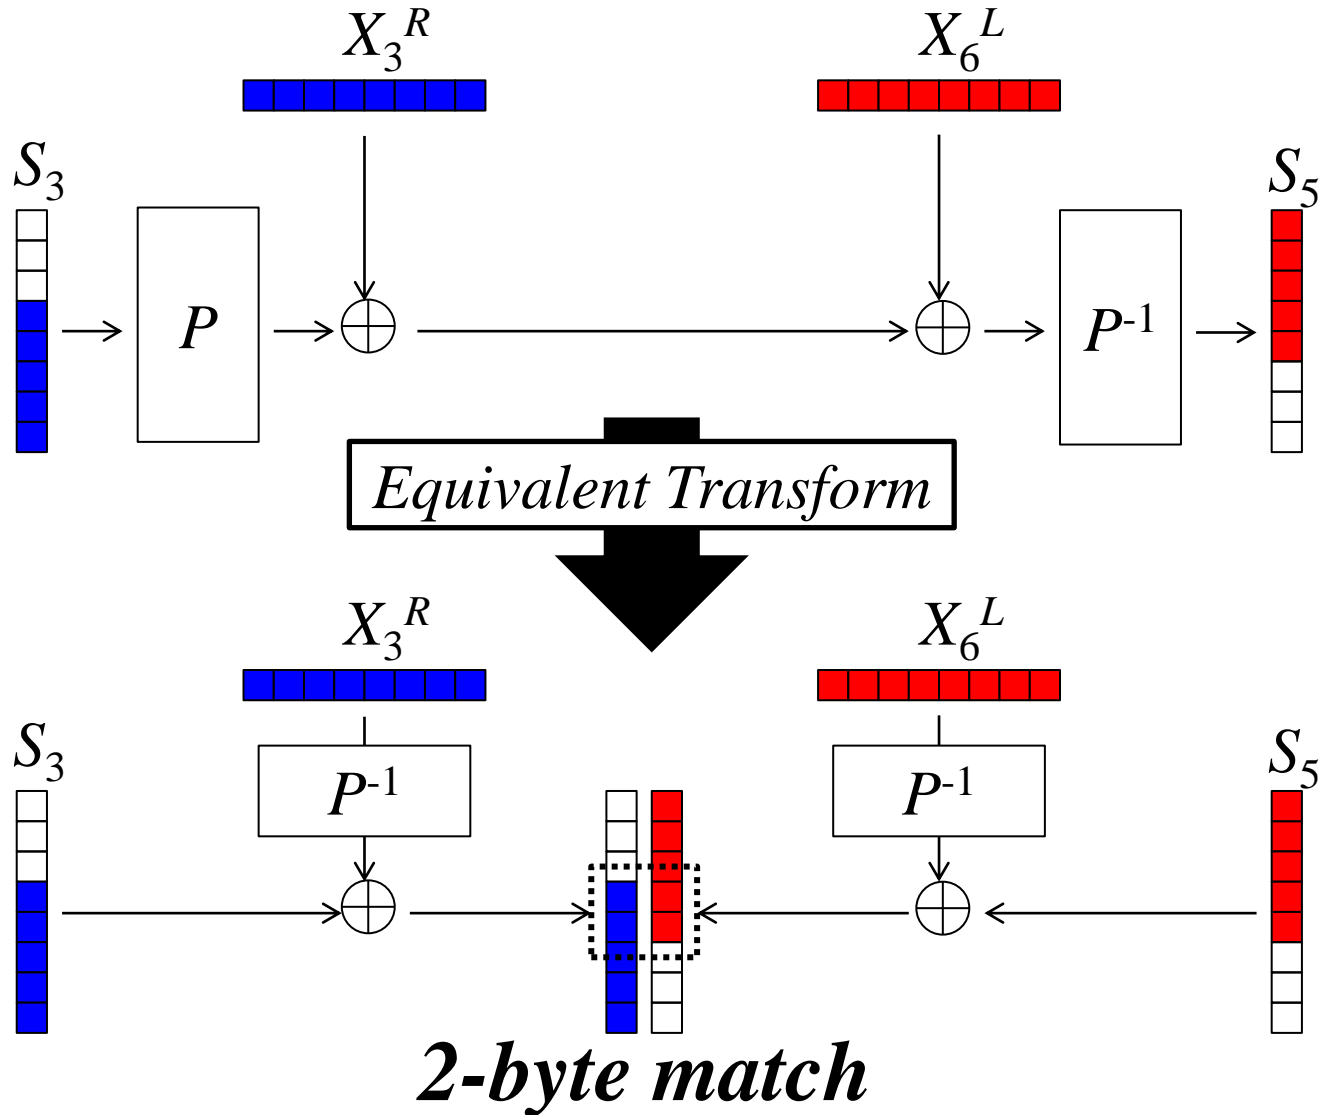 X₃ᴿ X₆ᴸ
S₃ S₅
P P⁻¹
Equivalent Transform
X₃ᴿ X₆ᴸ
S₃ P⁻¹ P⁻¹ S₅
2-byte match